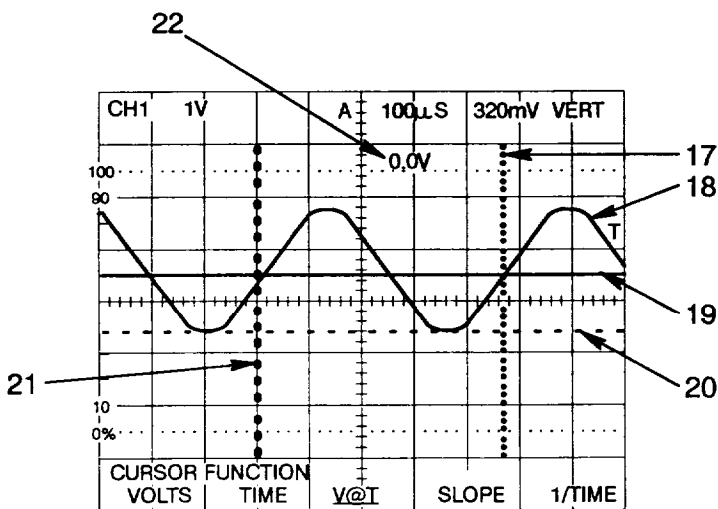 22
CH1 1V A 100µS 320mV VERT
0.0V
17
100
90
18
T
19
20
21
10
0%
CURSOR FUNCTION
VOLTS TIME V@T SLOPE 1/TIME